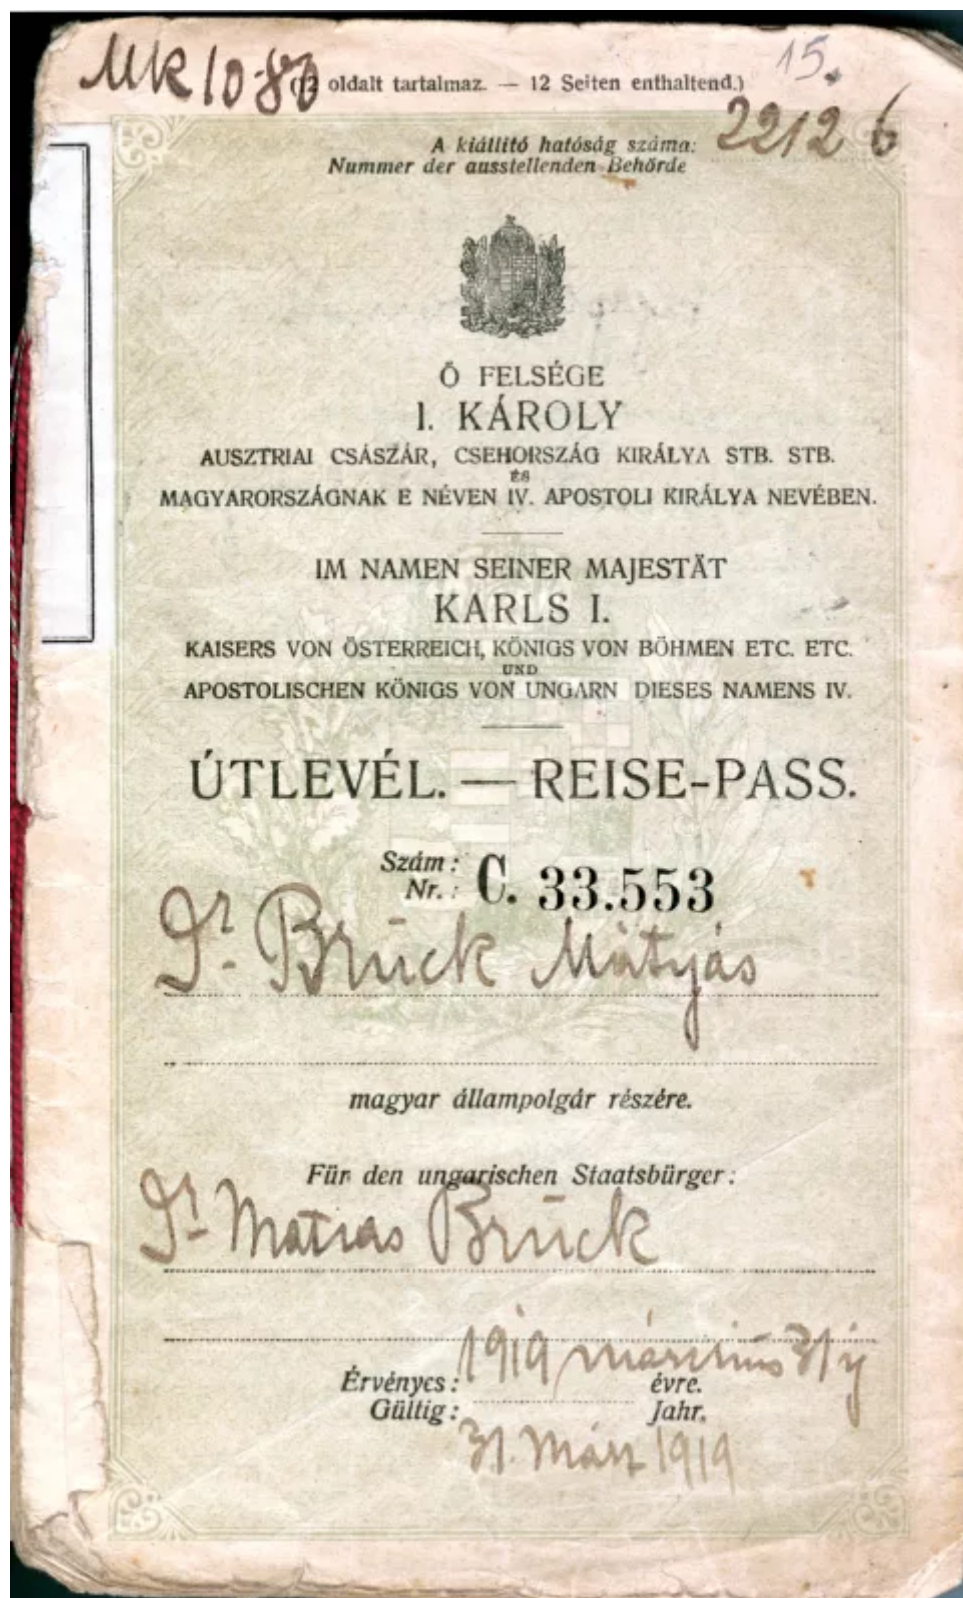 MK 10-80 15.
(12 oldalt tartalmaz. — 12 Seiten enthaltend.)
A kiállitó hatóság száma: 2212 6
Nummer der ausstellenden Behörde
Ő FELSÉGE
I. KÁROLY
AUSZTRIAI CSÁSZÁR, CSEHORSZÁG KIRÁLYA STB. STB.
ÉS
MAGYARORSZÁGNAK E NÉVEN IV. APOSTOLI KIRÁLYA NEVÉBEN.
IM NAMEN SEINER MAJESTÄT
KARLS I.
KAISERS VON ÖSTERREICH, KÖNIGS VON BÖHMEN ETC. ETC.
UND
APOSTOLISCHEN KÖNIGS VON UNGARN DIESES NAMENS IV.
ÚTLEVÉL. — REISE-PASS.
Szám:
Nr.: C. 33.553
Dr. Brück Mátyás
magyar állampolgár részére.
Für den ungarischen Staatsbürger:
Dr Matias Brück
1919 március 31 ig
Érvényes: évre.
Gültig: Jahr.
31. März 1919